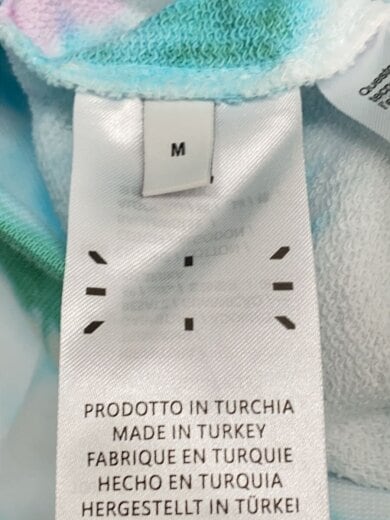 M
PRODOTTO IN TURCHIA
MADE IN TURKEY
FABRIQUE EN TURQUIE
HECHO EN TURQUIA
HERGESTELLT IN TÜRKEI